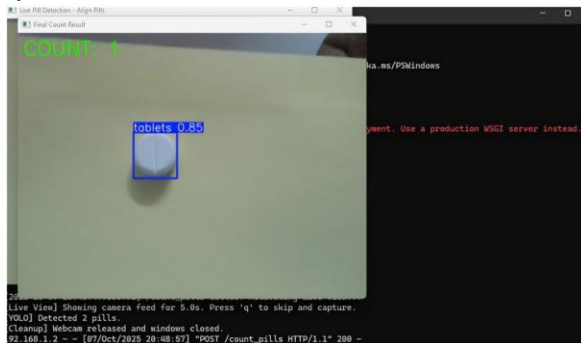 Live Pill Detection - Align Pills
Final Count Result
COUNT: 1
tablets 0.85
ka.ms/PSWindows
yment. Use a production WSGI server instead.
[Live View] Showing camera feed for 5.0s. Press 'q' to skip and capture.
[YOLO] Detected 2 pills.
[Cleanup] Webcam released and windows closed.
92.168.1.2 - - [07/Oct/2025 20:48:57] "POST /count_pills HTTP/1.1" 200 -